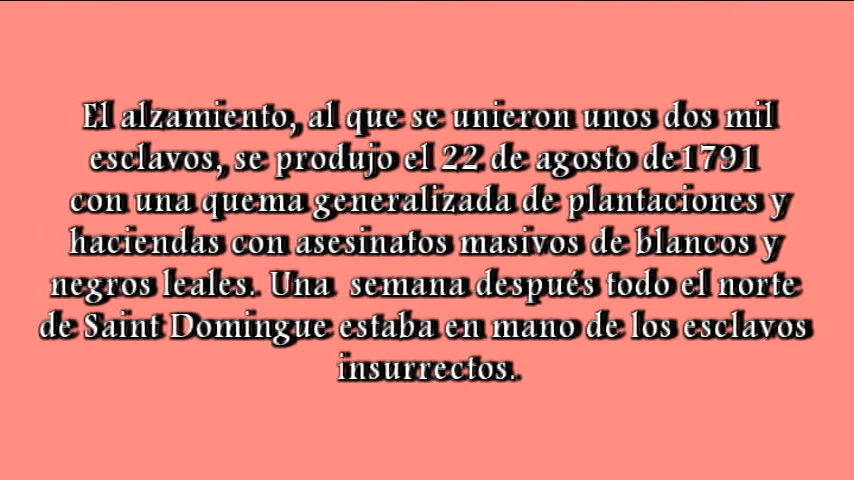 El alzamiento, al que se unieron unos dos mil
esclavos, se produjo el 22 de agosto de1791
con una quema generalizada de plantaciones y
haciendas con asesinatos masivos de blancos y
negros leales. Una  semana después todo el norte
de Saint Domingue estaba en mano de los esclavos
insurrectos.